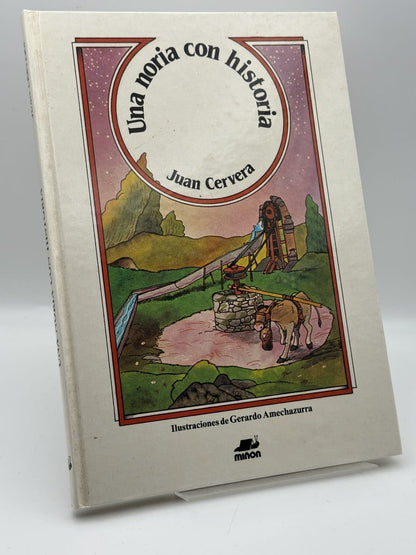 Una noria con historia
Juan Cervera
Ilustraciones de Gerardo Amechazurra
miñon